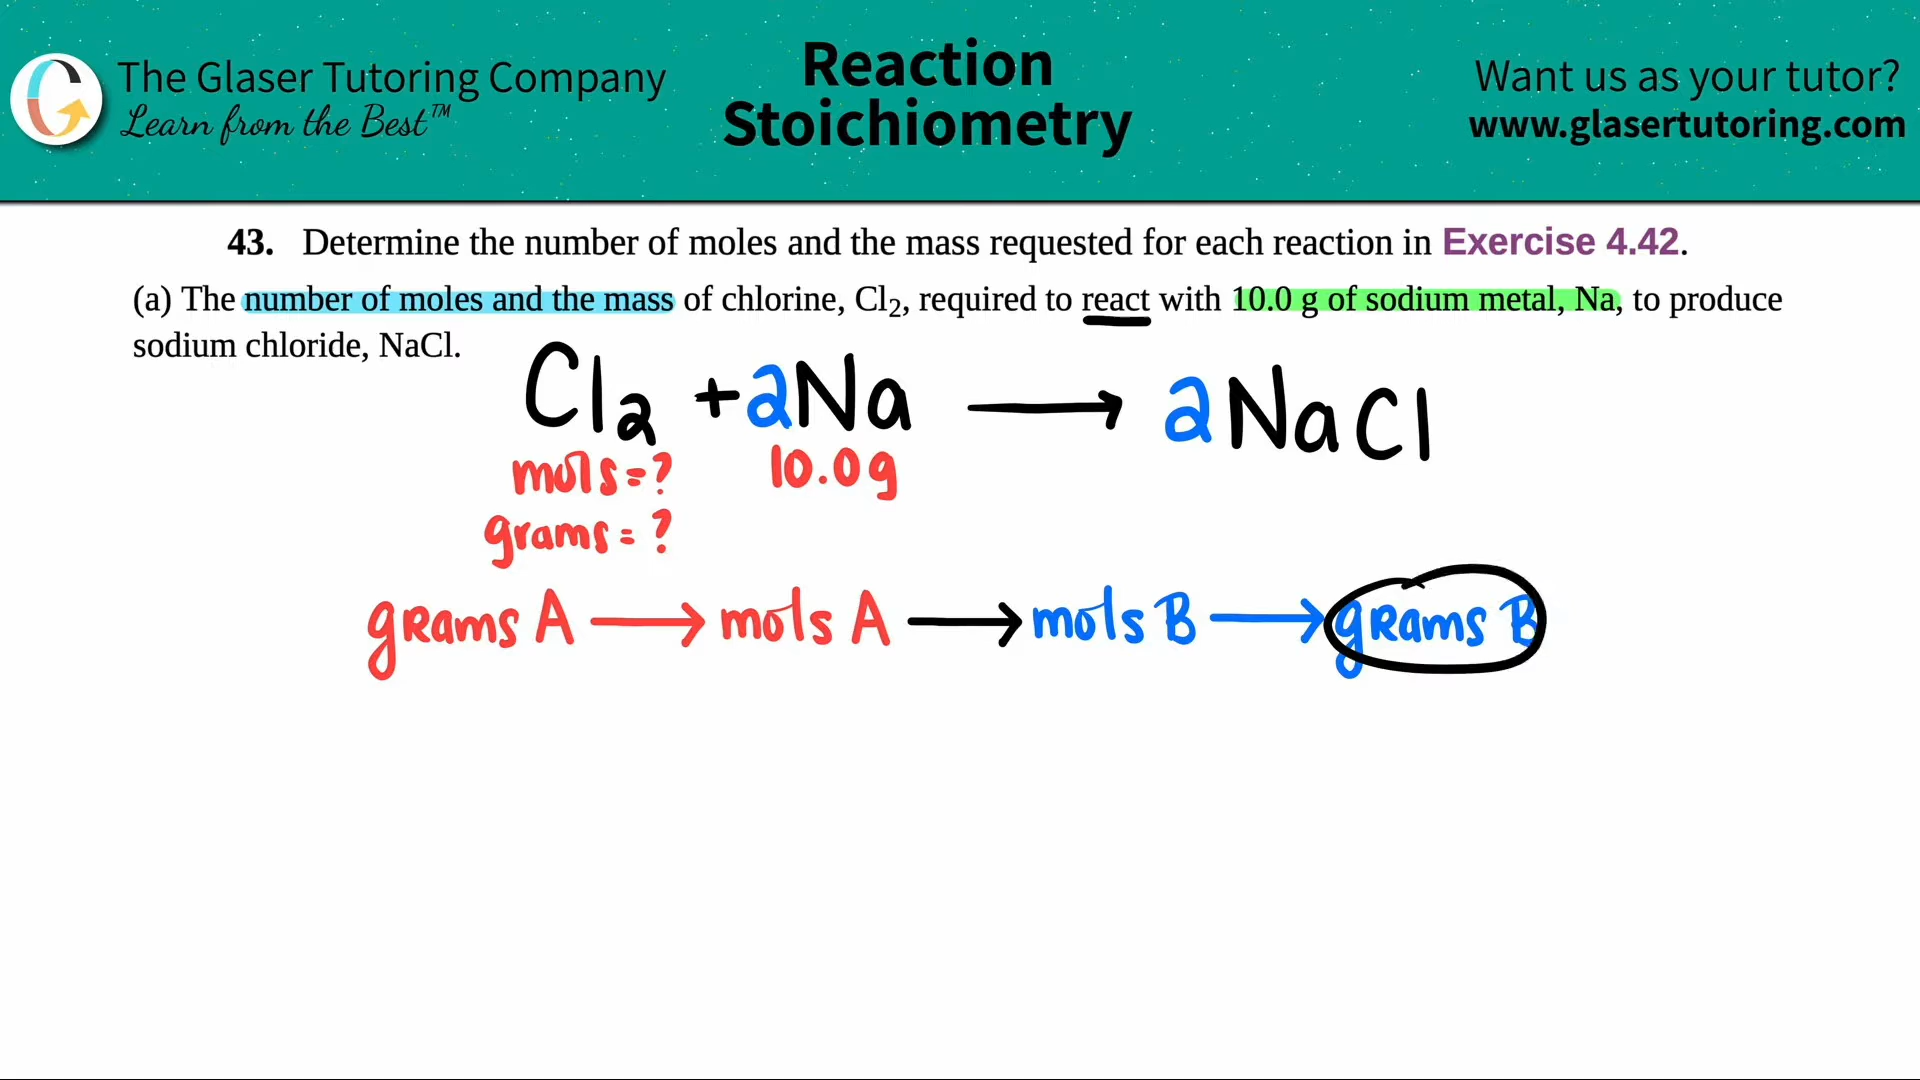 The Glaser Tutoring Company
Learn from the Best™
Reaction
Stoichiometry
Want us as your tutor?
www.glasertutoring.com
43. Determine the number of moles and the mass requested for each reaction in Exercise 4.42.
(a) The number of moles and the mass of chlorine, Cl₂, required to react with 10.0 g of sodium metal, Na, to produce
sodium chloride, NaCl.
Cl₂ + 2Na → 2NaCl
mols = ? 10.0g
grams = ?
grams A → mols A → mols B → grams B